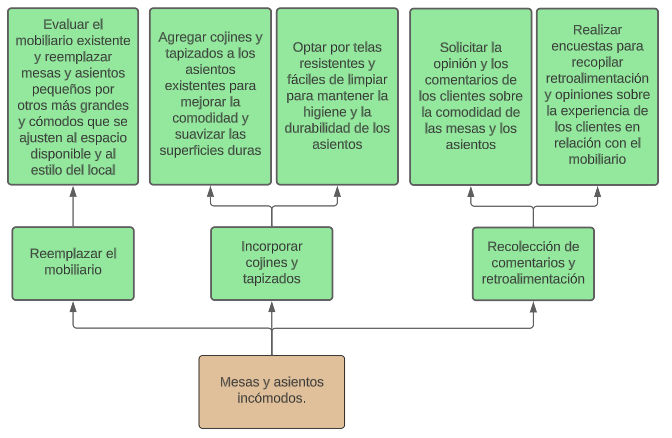 Evaluar el
mobiliario existente
y reemplazar
mesas y asientos
pequeños por
otros más grandes
y cómodos que se
ajusten al espacio
disponible y al
estilo del local
Agregar cojines y
tapizados a los
asientos
existentes para
mejorar la
comodidad y
suavizar las
superficies duras
Optar por telas
resistentes y
fáciles de limpiar
para mantener la
higiene y la
durabilidad de los
asientos
Solicitar la
opinión y los
comentarios de
los clientes sobre
la comodidad de
las mesas y los
asientos
Realizar
encuestas para
recopilar
retroalimentación
y opiniones sobre
la experiencia de
los clientes en
relación con el
mobiliario
Reemplazar el
mobiliario
Incorporar
cojines y
tapizados
Recolección de
comentarios y
retroalimentación
Mesas y asientos
incómodos.